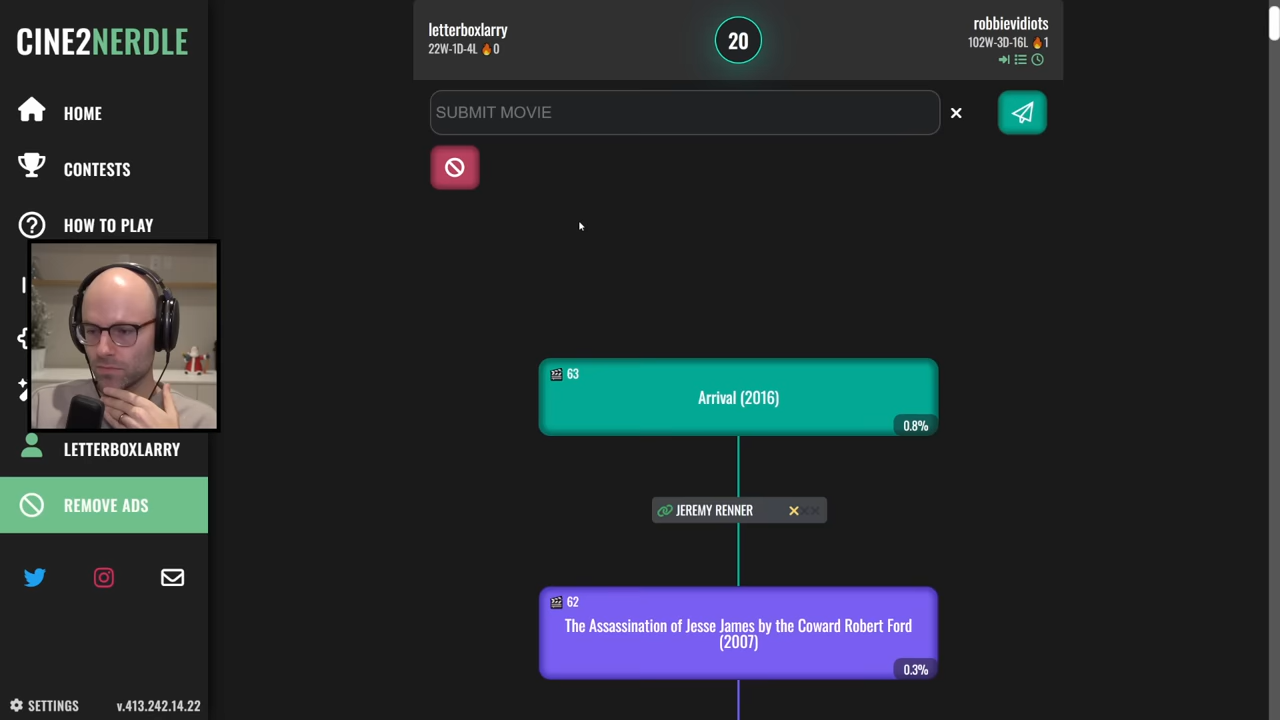 CINE2NERDLE
HOME
CONTESTS
HOW TO PLAY
LETTERBOXLARRY
REMOVE ADS
SETTINGS
v.413.242.14.22
letterboxlarry
22W-1D-4L 🔥0
20
robbievidiots
102W-3D-16L 🔥1
SUBMIT MOVIE
63
Arrival (2016)
0.8%
JEREMY RENNER
62
The Assassination of Jesse James by the Coward Robert Ford
(2007)
0.3%